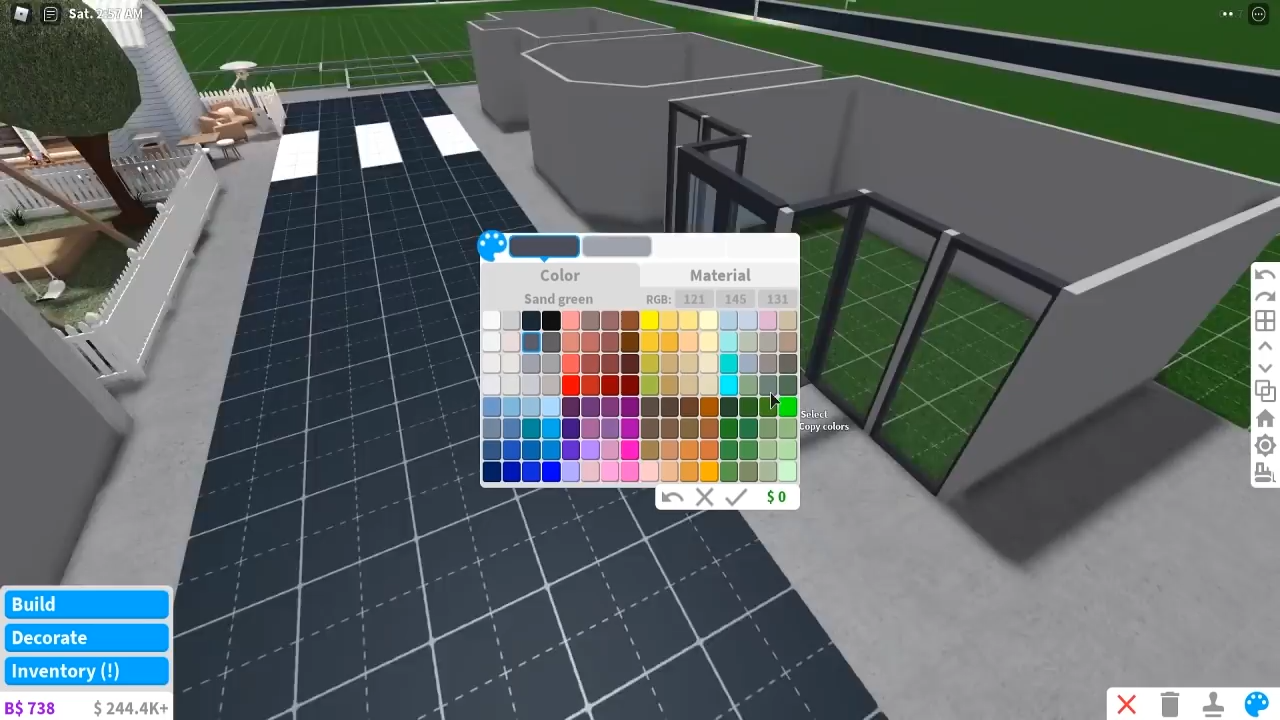 Sat. 2:57 AM
Color
Material
Sand green
RGB: 121 145 131
Select
Copy colors
$ 0
Build
Decorate
Inventory (!)
B$ 738
$ 244.4K+